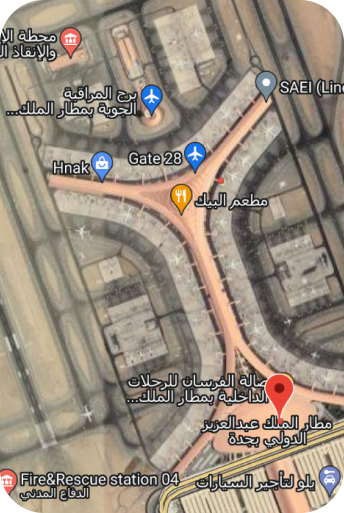 محطة الإ
والإنقاذ ال
برج المراقبة
الجوية بمطار الملك...
SAEI (Line
Gate 28
Hnak
مطعم البيك
صالة الفرسان للرحلات
الداخلية بمطار الملك...
مطار الملك عبدالعزيز
الدولي بجدة
Fire&Rescue station 04
الدفاع المدني
يلو لتأجير السيارات